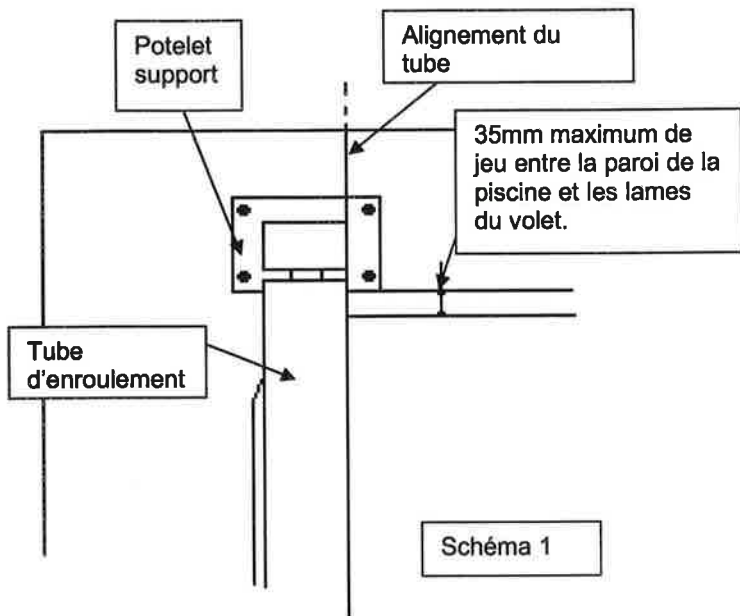 Potelet
support
Alignement du
tube
35mm maximum de
jeu entre la paroi de la
piscine et les lames
du volet.
Tube
d'enroulement
Schéma 1